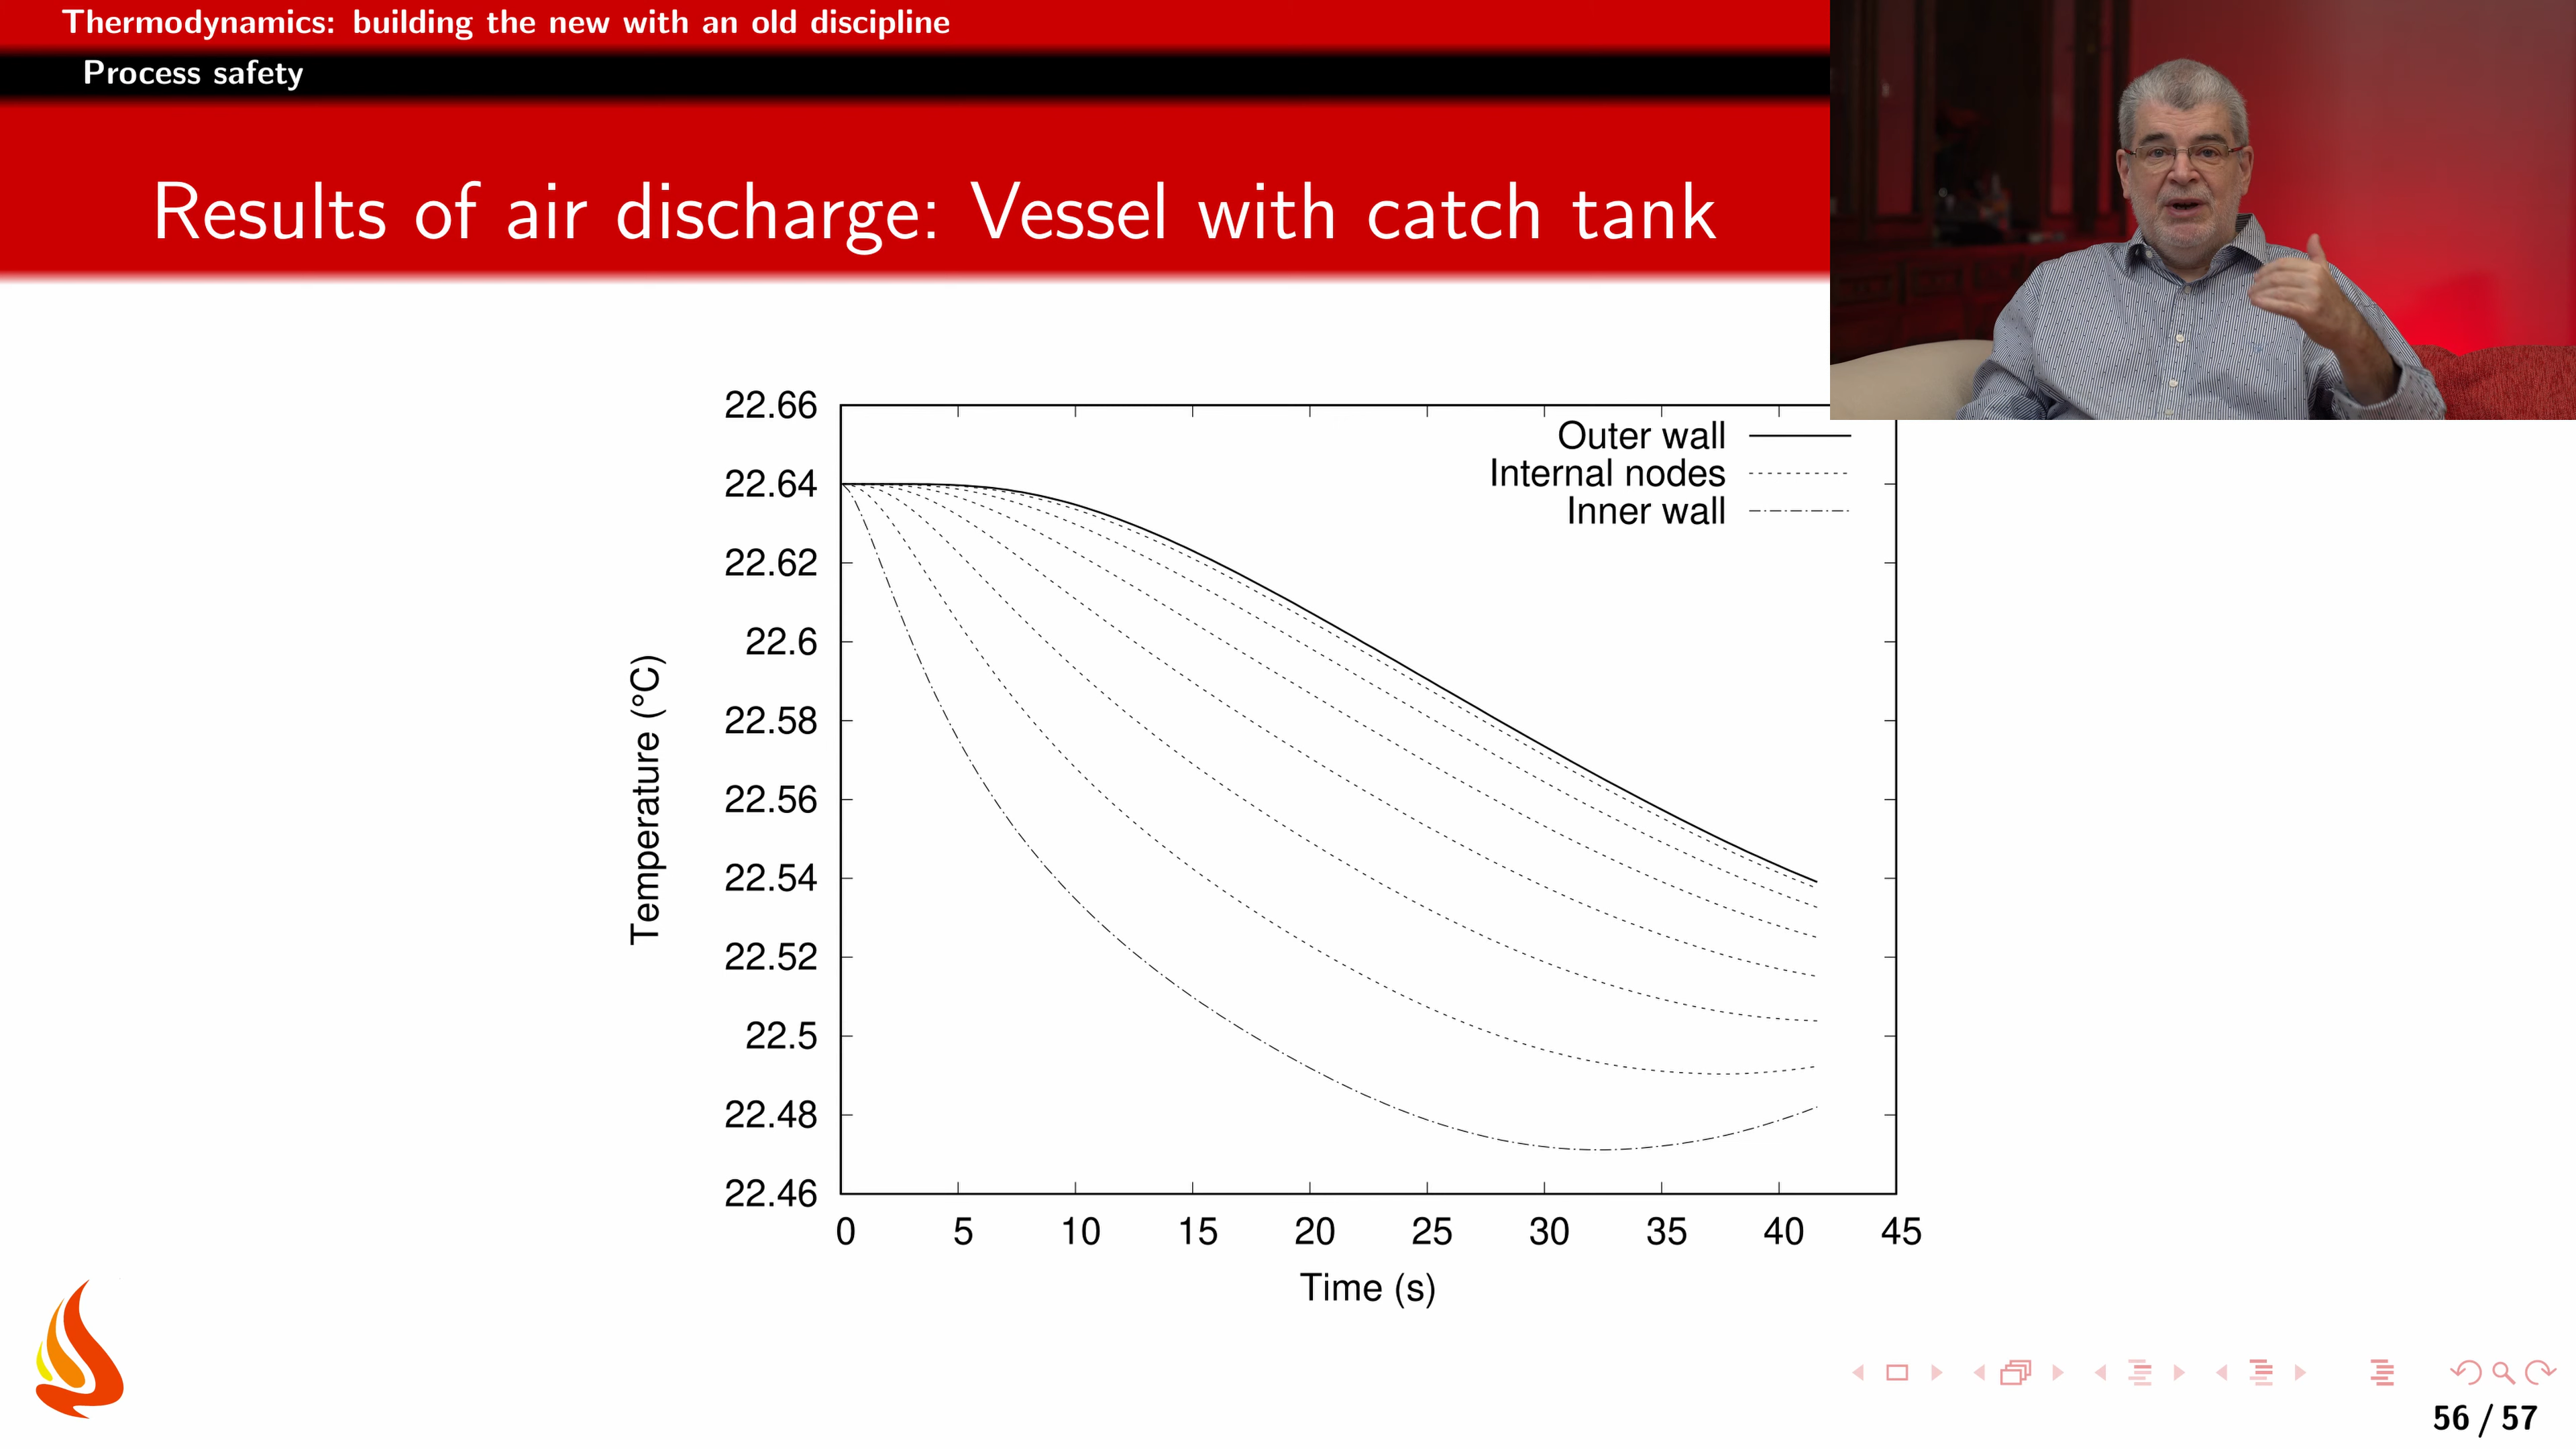 Thermodynamics: building the new with an old discipline
Process safety
Results of air discharge: Vessel with catch tank
22.66
22.64
22.62
22.6
22.58
22.56
22.54
22.52
22.5
22.48
22.46
Temperature (°C)
Outer wall
Internal nodes
Inner wall
0 5 10 15 20 25 30 35 40 45
Time (s)
56 / 57